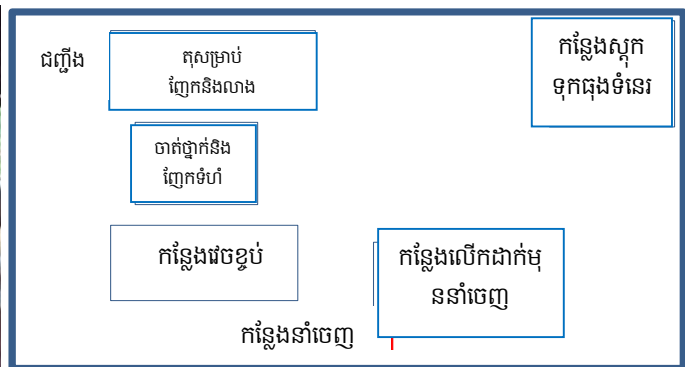 ជញ្ជីង
តុសម្រាប់
ញែកនិងលាង
កន្លែងស្តុក
ទុកធុងទំនេរ
ចាត់ថ្នាក់និង
ញែកទំហំ
កន្លែងវេចខ្ចប់
កន្លែងលើកដាក់មុ
ននាំចេញ
កន្លែងនាំចេញ